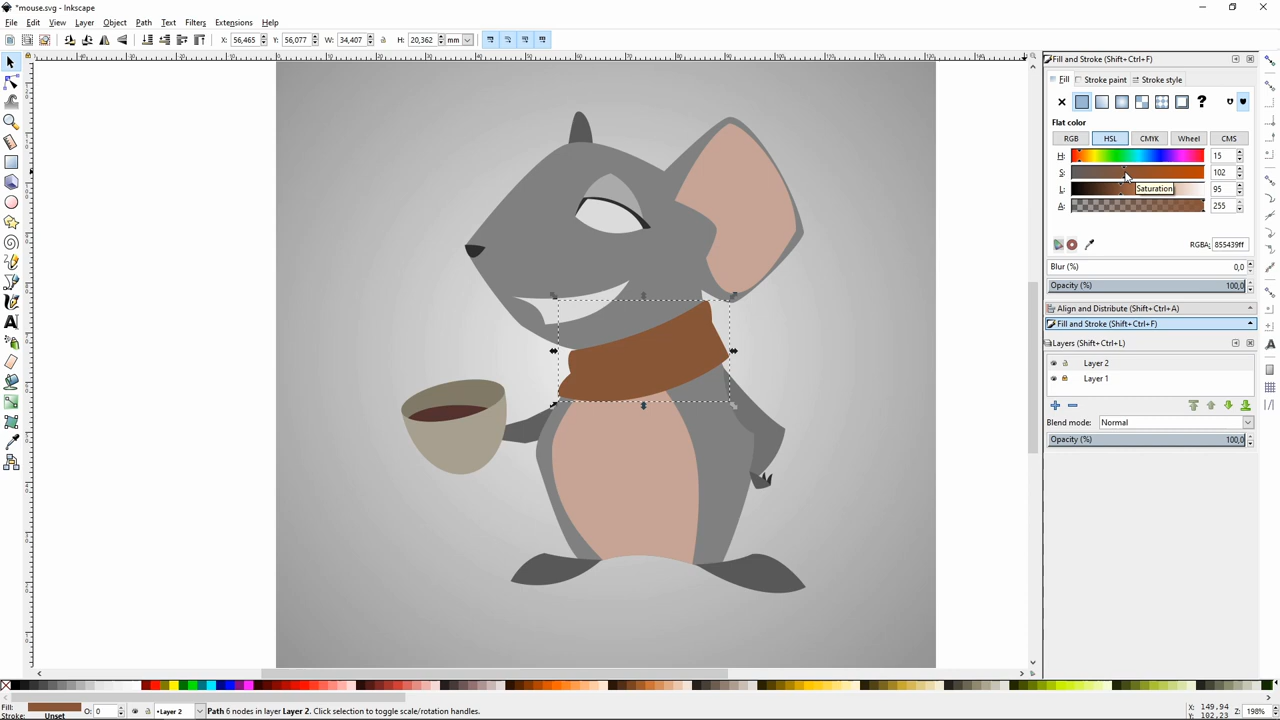 *mouse.svg - Inkscape
File Edit View Layer Object Path Text Filters Extensions Help
X: 56,465 Y: 56,077 W: 34,407 H: 20,362 mm
Fill and Stroke (Shift+Ctrl+F)
Fill Stroke paint Stroke style
?
Flat color
RGB HSL CMYK Wheel CMS
H: 15
S: 102
Saturation
L: 95
A: 255
RGBA: 855439ff
Blur (%) 0,0
Opacity (%) 100,0
Align and Distribute (Shift+Ctrl+A)
Fill and Stroke (Shift+Ctrl+F)
Layers (Shift+Ctrl+L)
Layer 2
Layer 1
Blend mode: Normal
Opacity (%) 100,0
Fill: O: 0 •Layer 2 Path 6 nodes in layer Layer 2. Click selection to toggle scale/rotation handles. X: 149,94 Z: 198%
Stroke: Unset Y: 102,23